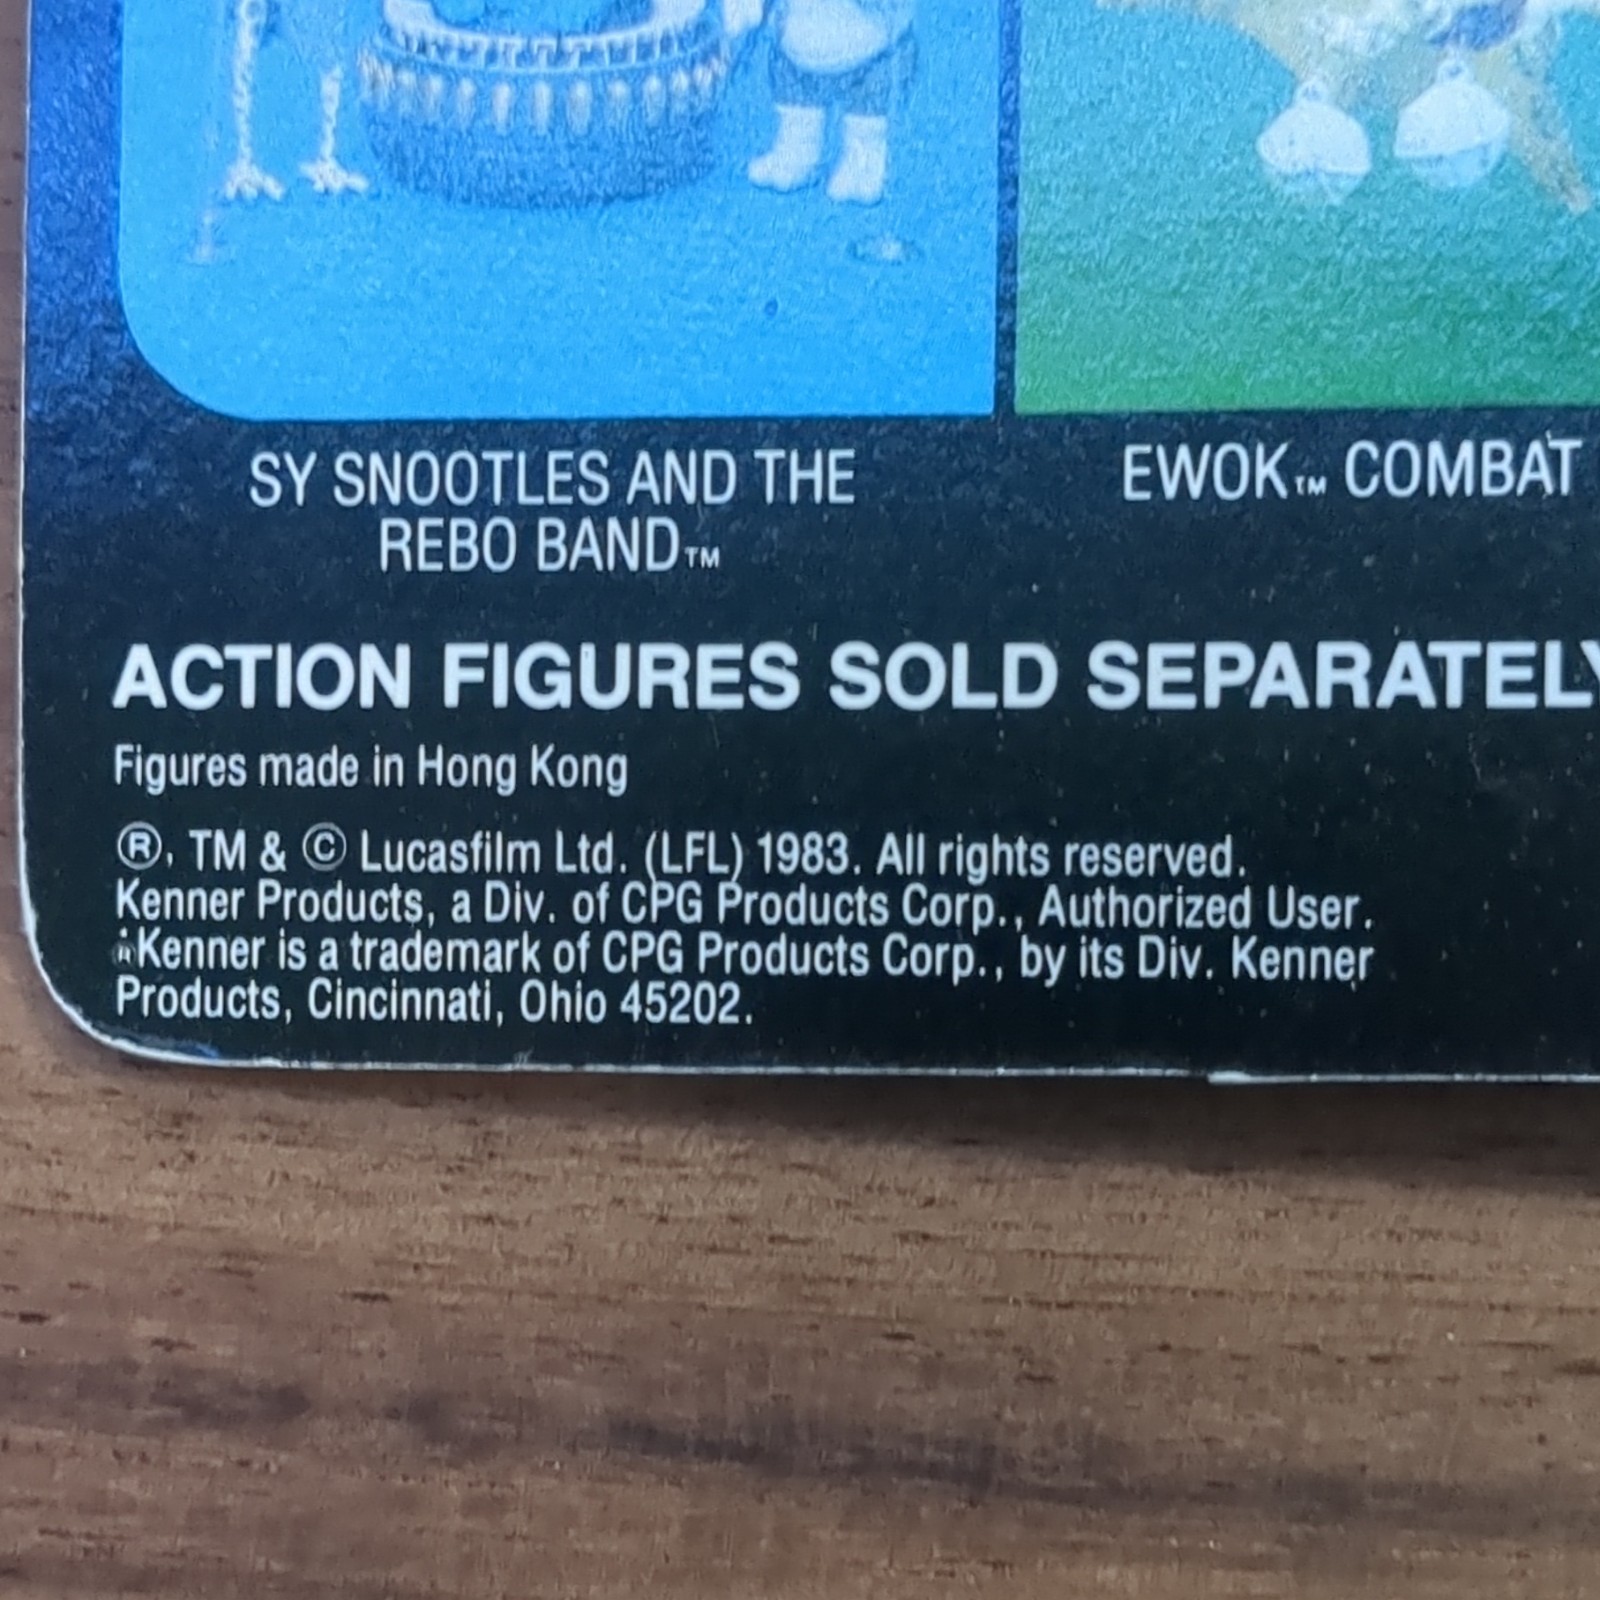 SY SNOOTLES AND THE
REBO BAND™
EWOK™ COMBAT
ACTION FIGURES SOLD SEPARATELY
Figures made in Hong Kong
®, TM & © Lucasfilm Ltd. (LFL) 1983. All rights reserved.
Kenner Products, a Div. of CPG Products Corp., Authorized User.
Kenner is a trademark of CPG Products Corp., by its Div. Kenner
Products, Cincinnati, Ohio 45202.